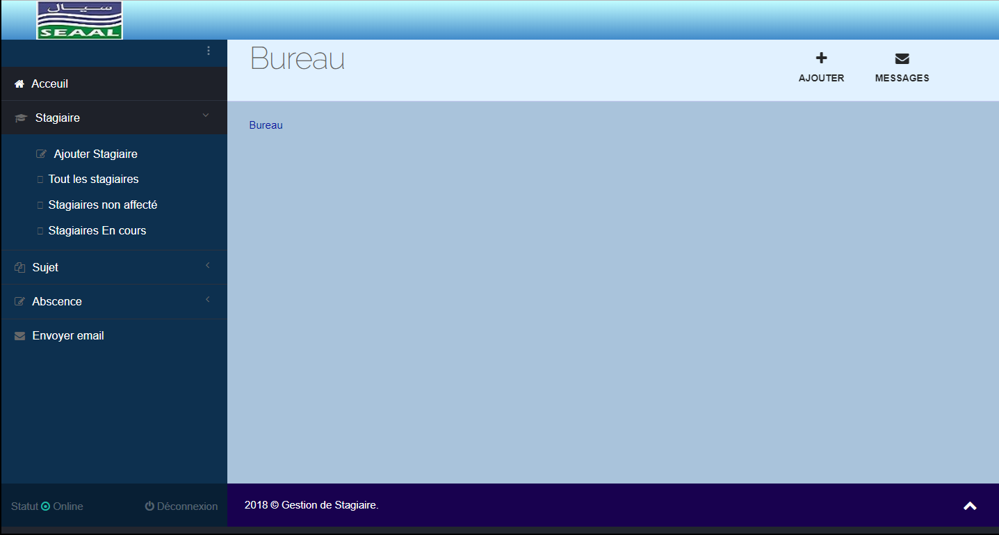 سيال
SEAAL
Bureau
AJOUTER
MESSAGES
Acceuil
Stagiaire
Ajouter Stagiaire
Tout les stagiaires
Stagiaires non affecté
Stagiaires En cours
Sujet
Abscence
Envoyer email
Bureau
Statut Online
Déconnexion
2018 © Gestion de Stagiaire.